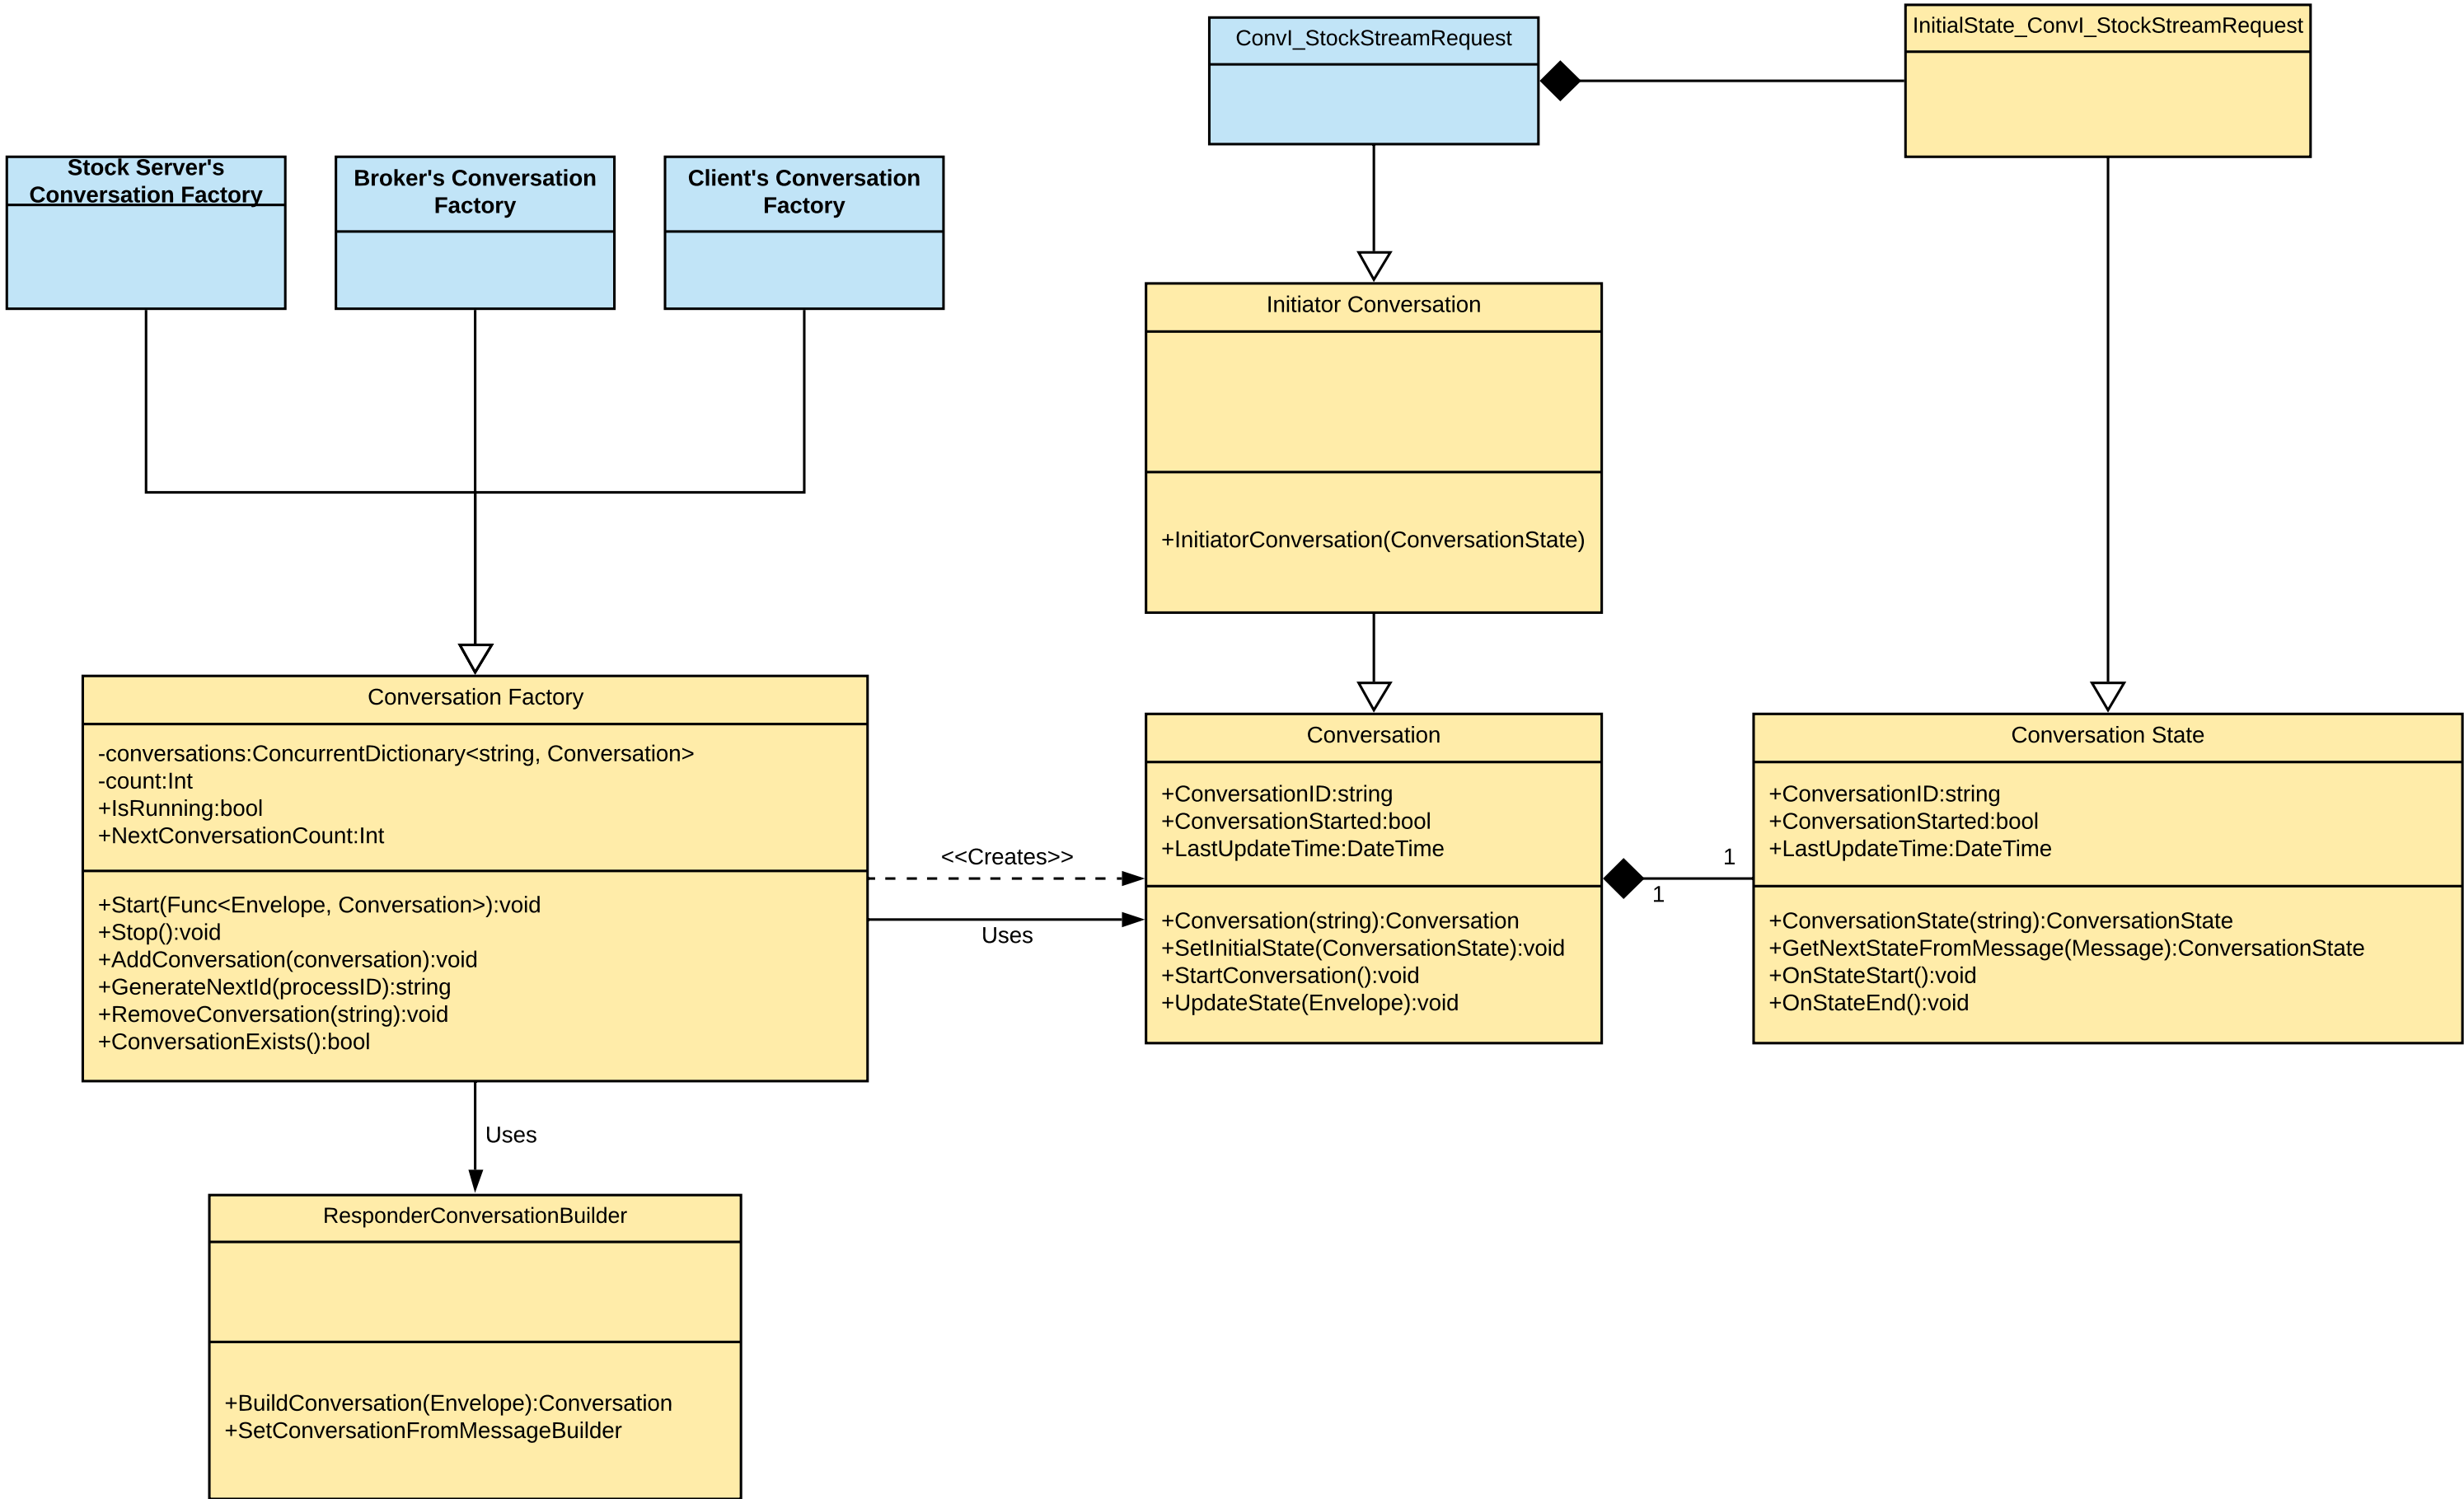 ConvI_StockStreamRequest
InitialState_ConvI_StockStreamRequest
Stock Server's
Conversation Factory
Broker's Conversation
Factory
Client's Conversation
Factory
Initiator Conversation
+InitiatorConversation(ConversationState)
Conversation Factory
-conversations:ConcurrentDictionary<string, Conversation>
-count:Int
+IsRunning:bool
+NextConversationCount:Int
+Start(Func<Envelope, Conversation>):void
+Stop():void
+AddConversation(conversation):void
+GenerateNextId(processID):string
+RemoveConversation(string):void
+ConversationExists():bool
<<Creates>>
Uses
Conversation
+ConversationID:string
+ConversationStarted:bool
+LastUpdateTime:DateTime
+Conversation(string):Conversation
+SetInitialState(ConversationState):void
+StartConversation():void
+UpdateState(Envelope):void
1
1
Conversation State
+ConversationID:string
+ConversationStarted:bool
+LastUpdateTime:DateTime
+ConversationState(string):ConversationState
+GetNextStateFromMessage(Message):ConversationState
+OnStateStart():void
+OnStateEnd():void
Uses
ResponderConversationBuilder
+BuildConversation(Envelope):Conversation
+SetConversationFromMessageBuilder